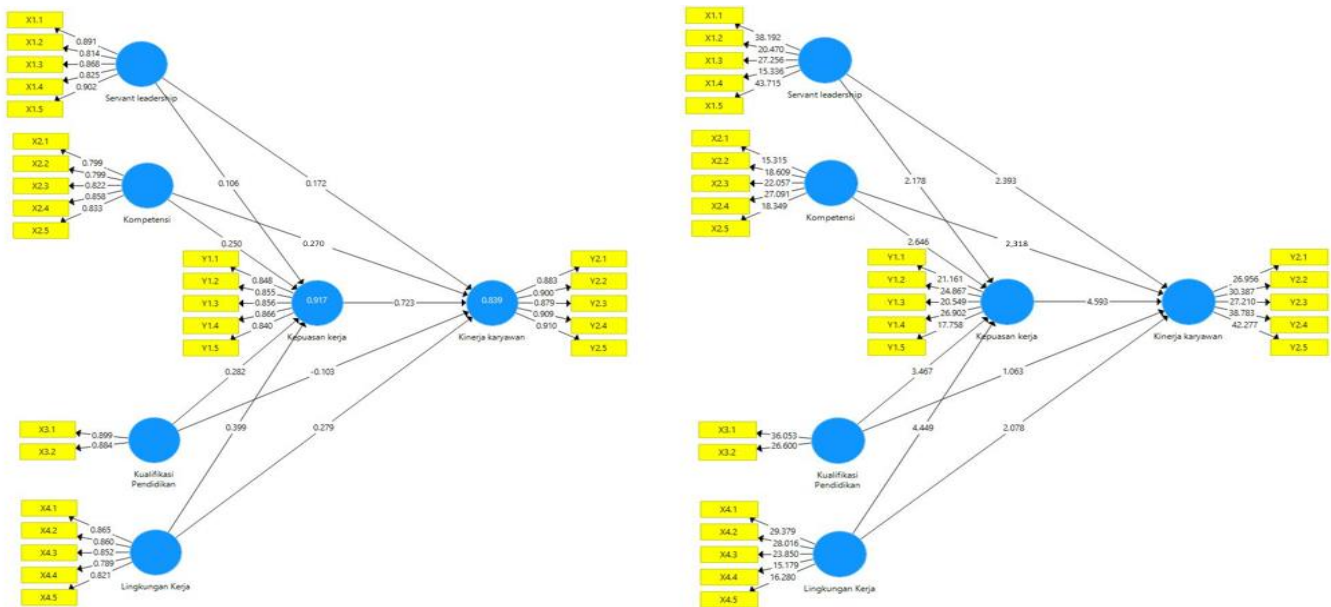 X1.1
X1.2
X1.3
X1.4
X1.5
0.891
0.814
0.868
0.825
0.902
Servant leadership
X2.1
X2.2
X2.3
X2.4
X2.5
0.799
0.799
0.822
0.858
0.833
Kompetensi
0.106
0.172
0.250
0.270
Y1.1
Y1.2
Y1.3
Y1.4
Y1.5
0.848
0.855
0.856
0.866
0.840
0.917
Kepuasan kerja
0.723
0.839
Kinerja karyawan
0.883
0.900
0.879
0.909
0.910
Y2.1
Y2.2
Y2.3
Y2.4
Y2.5
0.282
-0.103
0.399
0.279
X3.1
X3.2
0.899
0.884
Kualifikasi
Pendidikan
X4.1
X4.2
X4.3
X4.4
X4.5
0.865
0.860
0.852
0.789
0.821
Lingkungan Kerja
X1.1
X1.2
X1.3
X1.4
X1.5
38.192
20.470
27.256
15.336
43.715
Servant leadership
X2.1
X2.2
X2.3
X2.4
X2.5
15.315
18.609
22.057
27.091
18.349
Kompetensi
2.178
2.393
2.646
2.318
Y1.1
Y1.2
Y1.3
Y1.4
Y1.5
21.161
24.867
20.549
26.902
17.758
Kepuasan kerja
4.593
Kinerja karyawan
26.956
30.387
27.210
38.783
42.277
Y2.1
Y2.2
Y2.3
Y2.4
Y2.5
3.467
1.063
4.449
2.078
X3.1
X3.2
36.053
26.600
Kualifikasi
Pendidikan
X4.1
X4.2
X4.3
X4.4
X4.5
29.379
28.016
23.850
15.179
16.280
Lingkungan Kerja